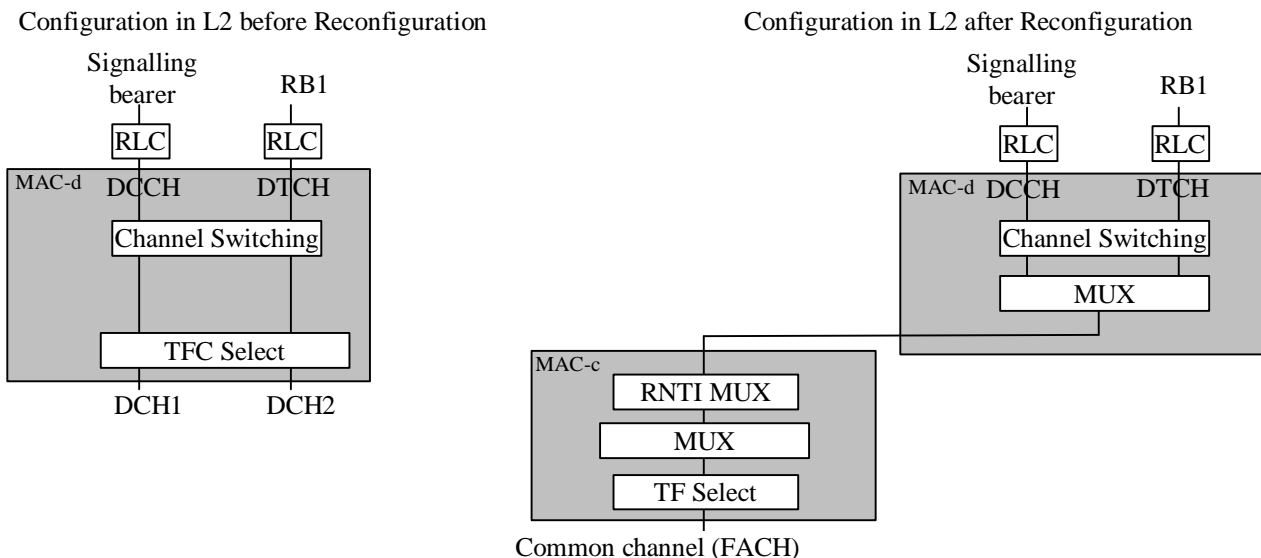 Configuration in L2 before Reconfiguration
Signalling
bearer
RB1
RLC
RLC
MAC-d
DCCH
DTCH
Channel Switching
TFC Select
DCH1
DCH2
Configuration in L2 after Reconfiguration
Signalling
bearer
RB1
RLC
RLC
MAC-d
DCCH
DTCH
Channel Switching
MUX
MAC-c
RNTI MUX
MUX
TF Select
Common channel (FACH)